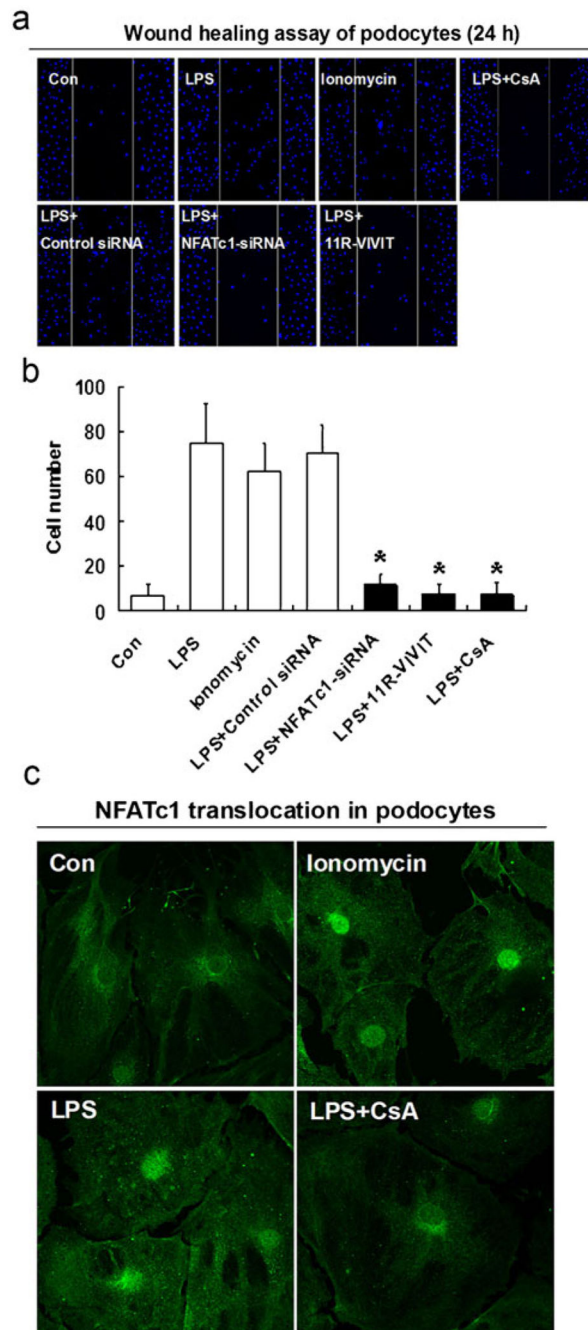 a
Wound healing assay of podocytes (24 h)
Con
LPS
Ionomycin
LPS+CsA
LPS+
Control siRNA
LPS+
NFATc1-siRNA
LPS+
11R-VIVIT
b
Cell number
100
80
60
40
20
0
*
*
*
Con
LPS
Ionomycin
LPS+Control siRNA
LPS+NFATc1-siRNA
LPS+11R-VIVIT
LPS+CsA
c
NFATc1 translocation in podocytes
Con
Ionomycin
LPS
LPS+CsA